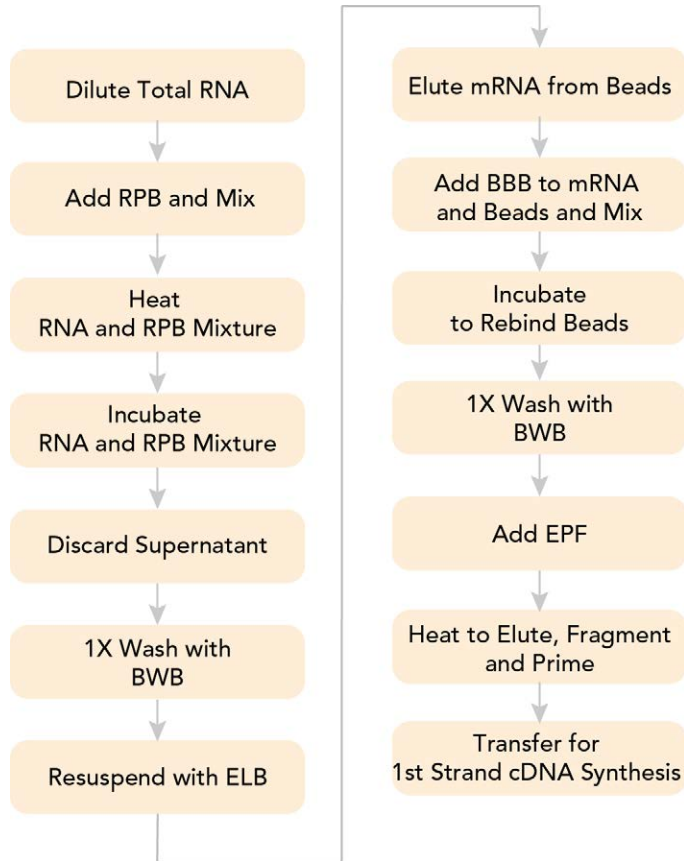 Dilute Total RNA
Add RPB and Mix
Heat
RNA and RPB Mixture
Incubate
RNA and RPB Mixture
Discard Supernatant
1X Wash with
BWB
Resuspend with ELB
Elute mRNA from Beads
Add BBB to mRNA
and Beads and Mix
Incubate
to Rebind Beads
1X Wash with
BWB
Add EPF
Heat to Elute, Fragment
and Prime
Transfer for
1st Strand cDNA Synthesis